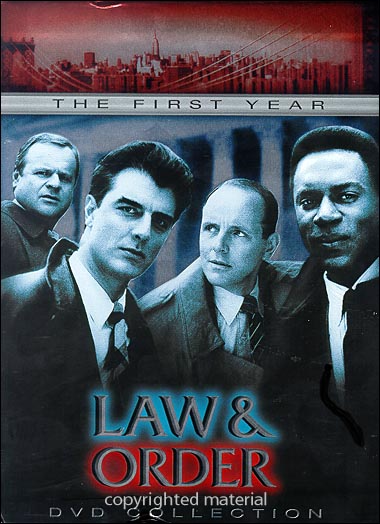 THE FIRST YEAR
LAW &
ORDER
copyrighted material
DVD COLLECTION